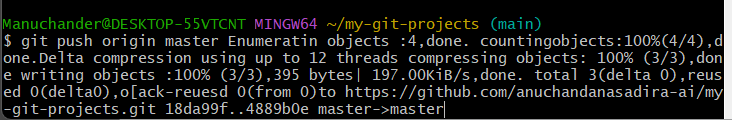 Manuchander@DESKTOP-55VTCNT MINGW64 ~/my-git-projects (main)
$ git push origin master Enumeratin objects :4,done. countingobjects:100%(4/4),d
one.Delta compression using up to 12 threads compressing objects: 100% (3/3),don
e writing objects :100% (3/3),395 bytes| 197.00KiB/s,done. total 3(delta 0),reus
ed 0(delta0),o[ack-reuesd 0(from 0)to https://github.com/anuchandanasadira-ai/my
-git-projects.git 18da99f..4889b0e master->master